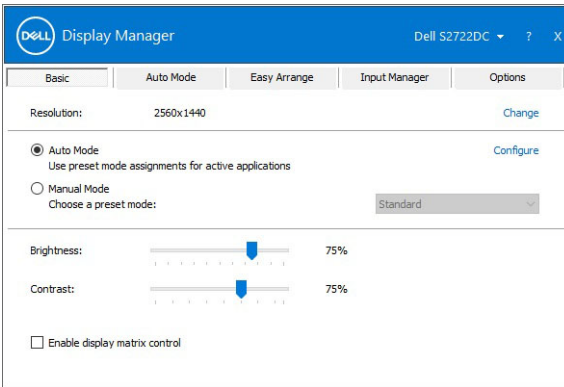 DELL Display Manager Dell S2722DC ? X
Basic Auto Mode Easy Arrange Input Manager Options
Resolution: 2560x1440 Change
Auto Mode Configure
Use preset mode assignments for active applications
Manual Mode
Choose a preset mode: Standard
Brightness: 75%
Contrast: 75%
Enable display matrix control